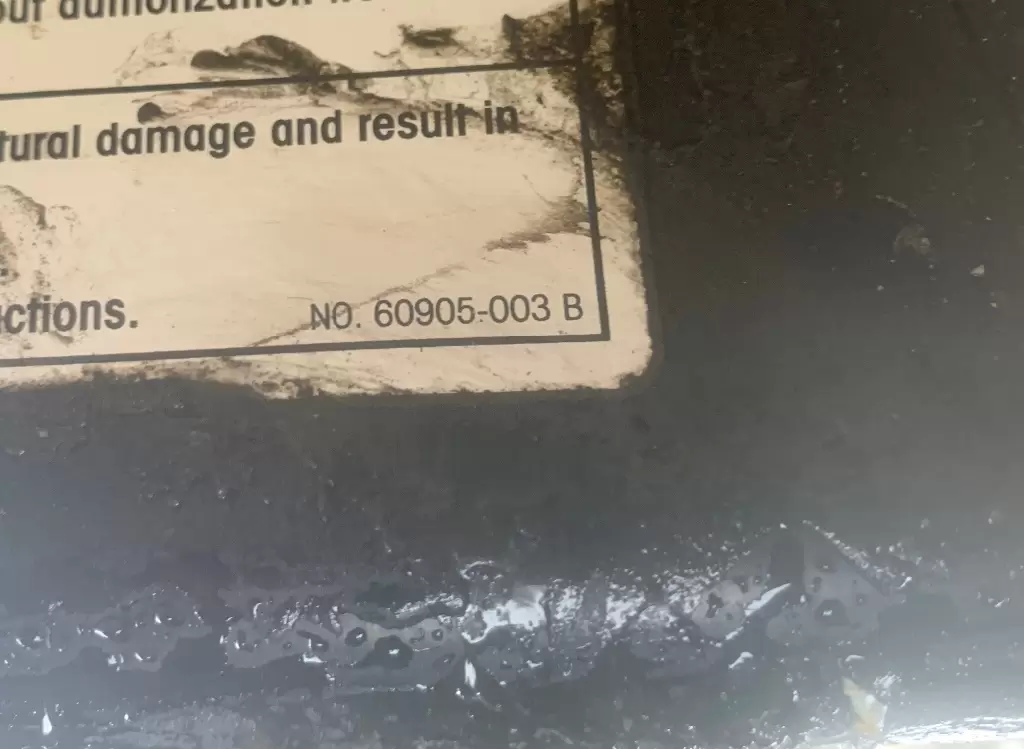 tural damage and result in
ctions.
NO. 60905-003 B